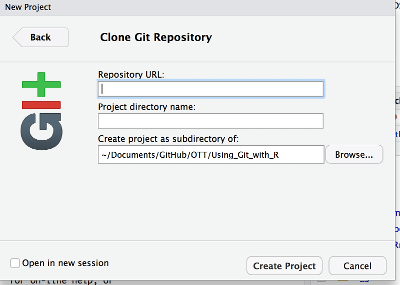 New Project
Back
Clone Git Repository
Repository URL:
Project directory name:
Create project as subdirectory of:
~/Documents/GitHub/OTT/Using_Git_with_R
Browse...
git
Open in new session
Create Project
Cancel
for on-line help, or